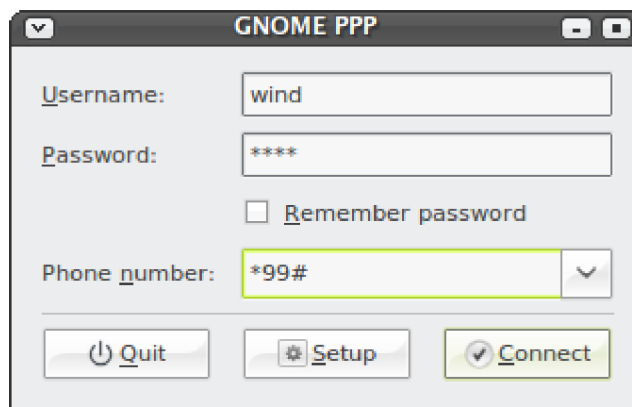 GNOME PPP
Username: wind
Password: ****
Remember password
Phone number: *99#
Quit Setup Connect